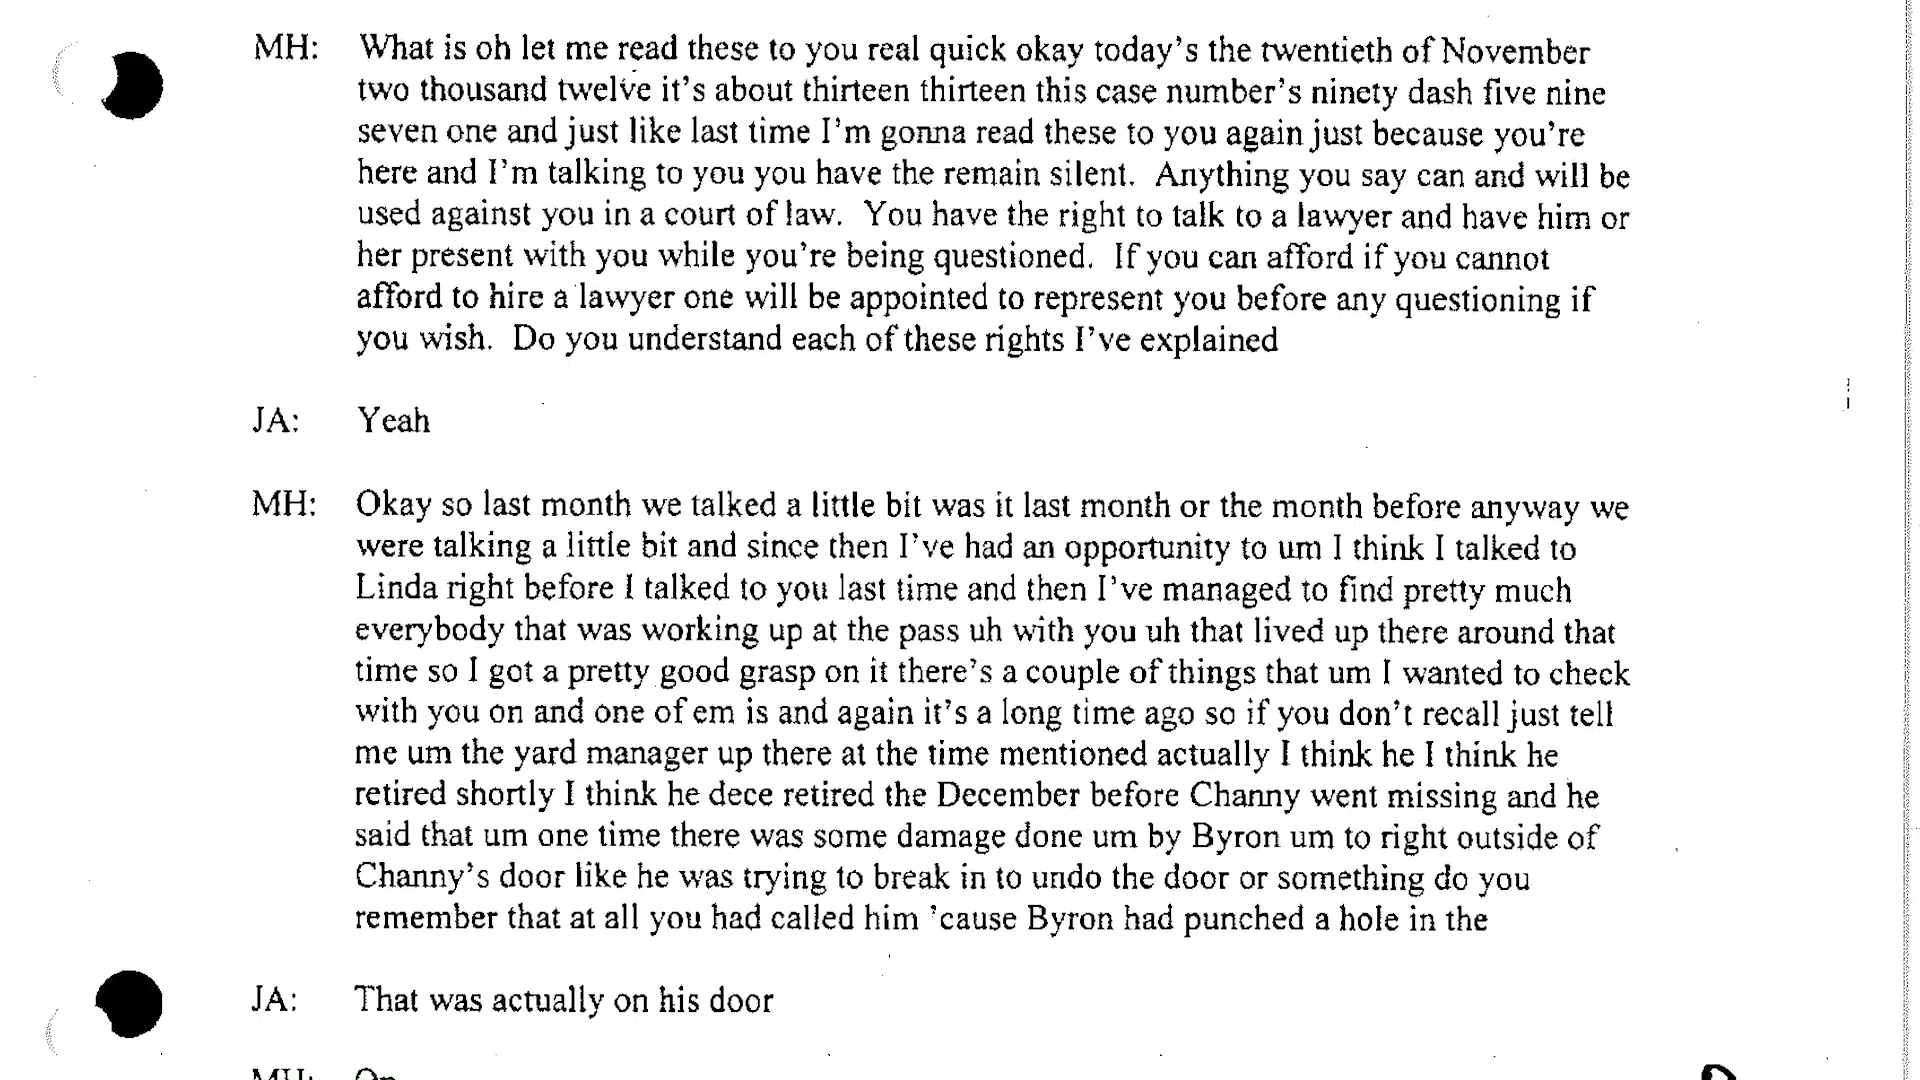 MH: What is oh let me read these to you real quick okay today's the twentieth of November
two thousand twelve it's about thirteen thirteen this case number's ninety dash five nine
seven one and just like last time I'm gonna read these to you again just because you're
here and I'm talking to you you have the remain silent. Anything you say can and will be
used against you in a court of law. You have the right to talk to a lawyer and have him or
her present with you while you're being questioned. If you can afford if you cannot
afford to hire a lawyer one will be appointed to represent you before any questioning if
you wish. Do you understand each of these rights I've explained
JA: Yeah
MH: Okay so last month we talked a little bit was it last month or the month before anyway we
were talking a little bit and since then I've had an opportunity to um I think I talked to
Linda right before I talked to you last time and then I've managed to find pretty much
everybody that was working up at the pass uh with you uh that lived up there around that
time so I got a pretty good grasp on it there's a couple of things that um I wanted to check
with you on and one of em is and again it's a long time ago so if you don't recall just tell
me um the yard manager up there at the time mentioned actually I think he I think he
retired shortly I think he dece retired the December before Channy went missing and he
said that um one time there was some damage done um by Byron um to right outside of
Channy's door like he was trying to break in to undo the door or something do you
remember that at all you had called him 'cause Byron had punched a hole in the
JA: That was actually on his door
MH: On